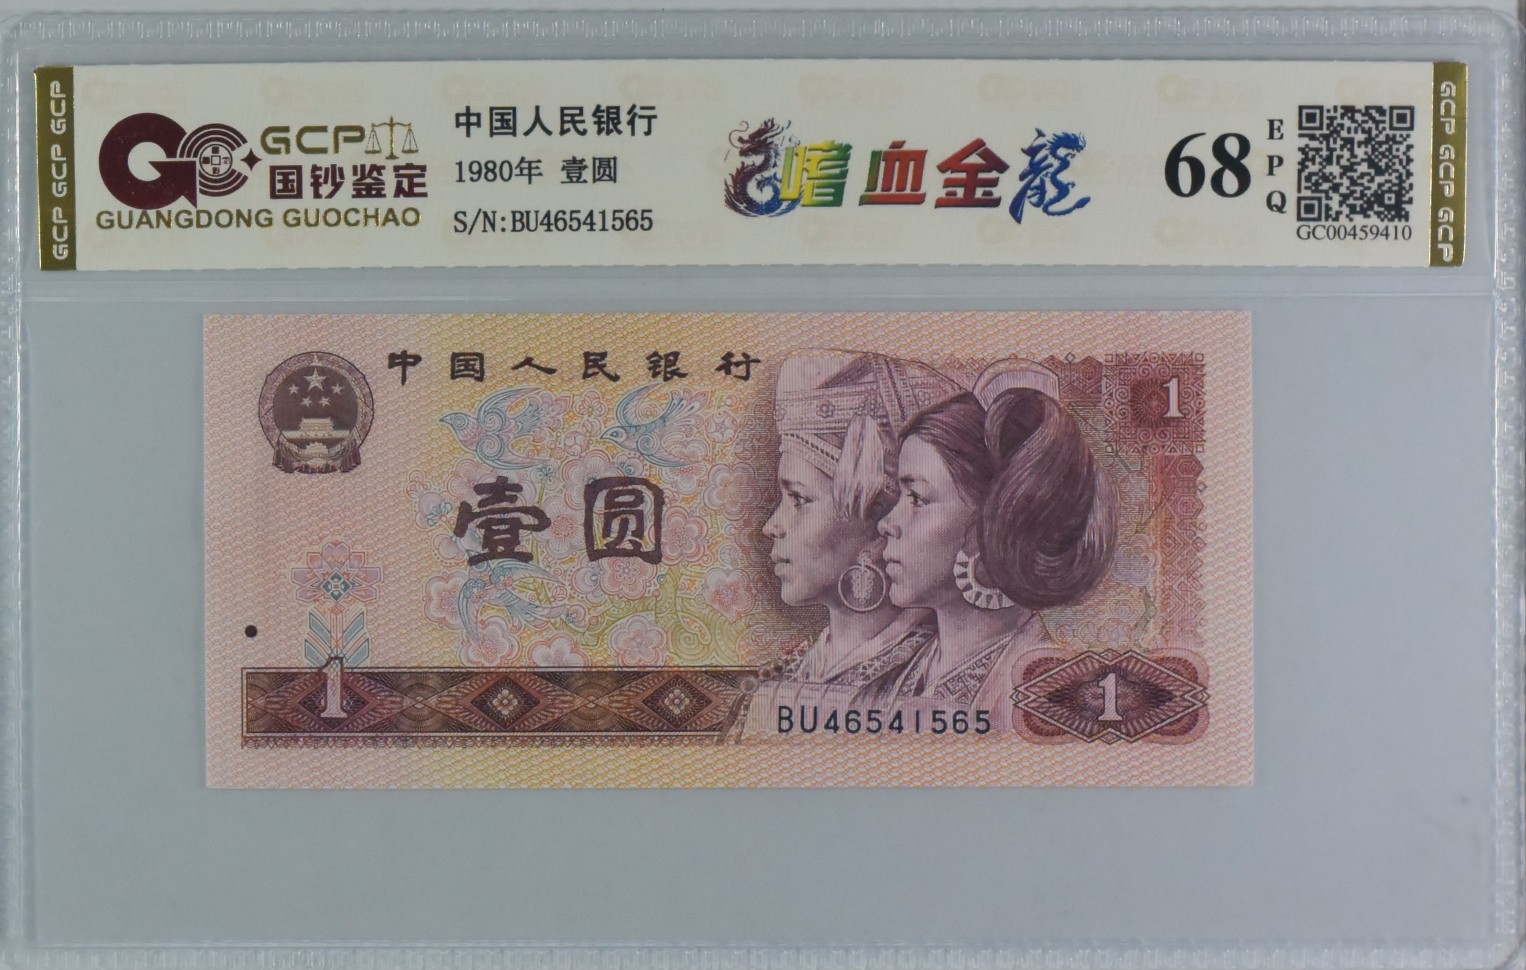 GCP GCP GCP
GCP
国钞鉴定
GUANGDONG GUOCHAO
中国人民银行
1980年 壹圆
S/N:BU46541565
嗜血金龍
68
EPQ
GC00459410
GCP GCP GCP
中国人民银行
1
壹圆
1
BU46541565
1